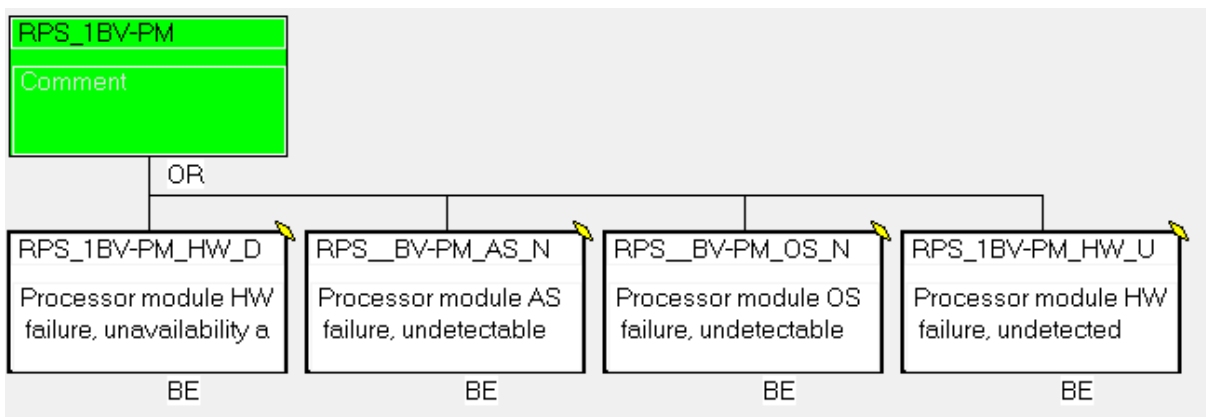 RPS_1BV-PM
Comment
OR
RPS_1BV-PM_HW_D
Processor module HW
failure, unavailability a
BE
RPS__BV-PM_AS_N
Processor module AS
failure, undetectable
BE
RPS__BV-PM_OS_N
Processor module OS
failure, undetectable
BE
RPS_1BV-PM_HW_U
Processor module HW
failure, undetected
BE